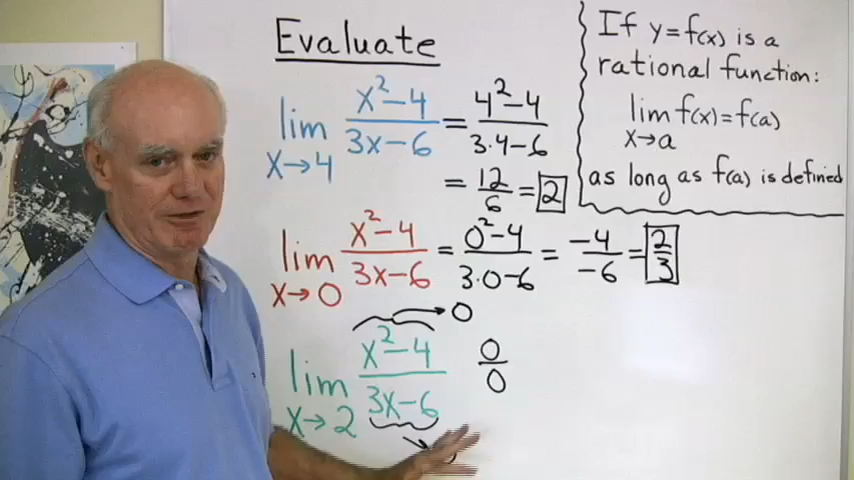 Evaluate
lim x→4 (x²−4)/(3x−6) = (4²−4)/(3·4−6)
= 12/6 = 2
lim x→0 (x²−4)/(3x−6) = (0²−4)/(3·0−6) = −4/−6 = 2/3
→ 0
lim x→2 (x²−4)/(3x−6) 0/0
If y=f(x) is a
rational function:
lim x→a f(x)=f(a)
as long as f(a) is defined